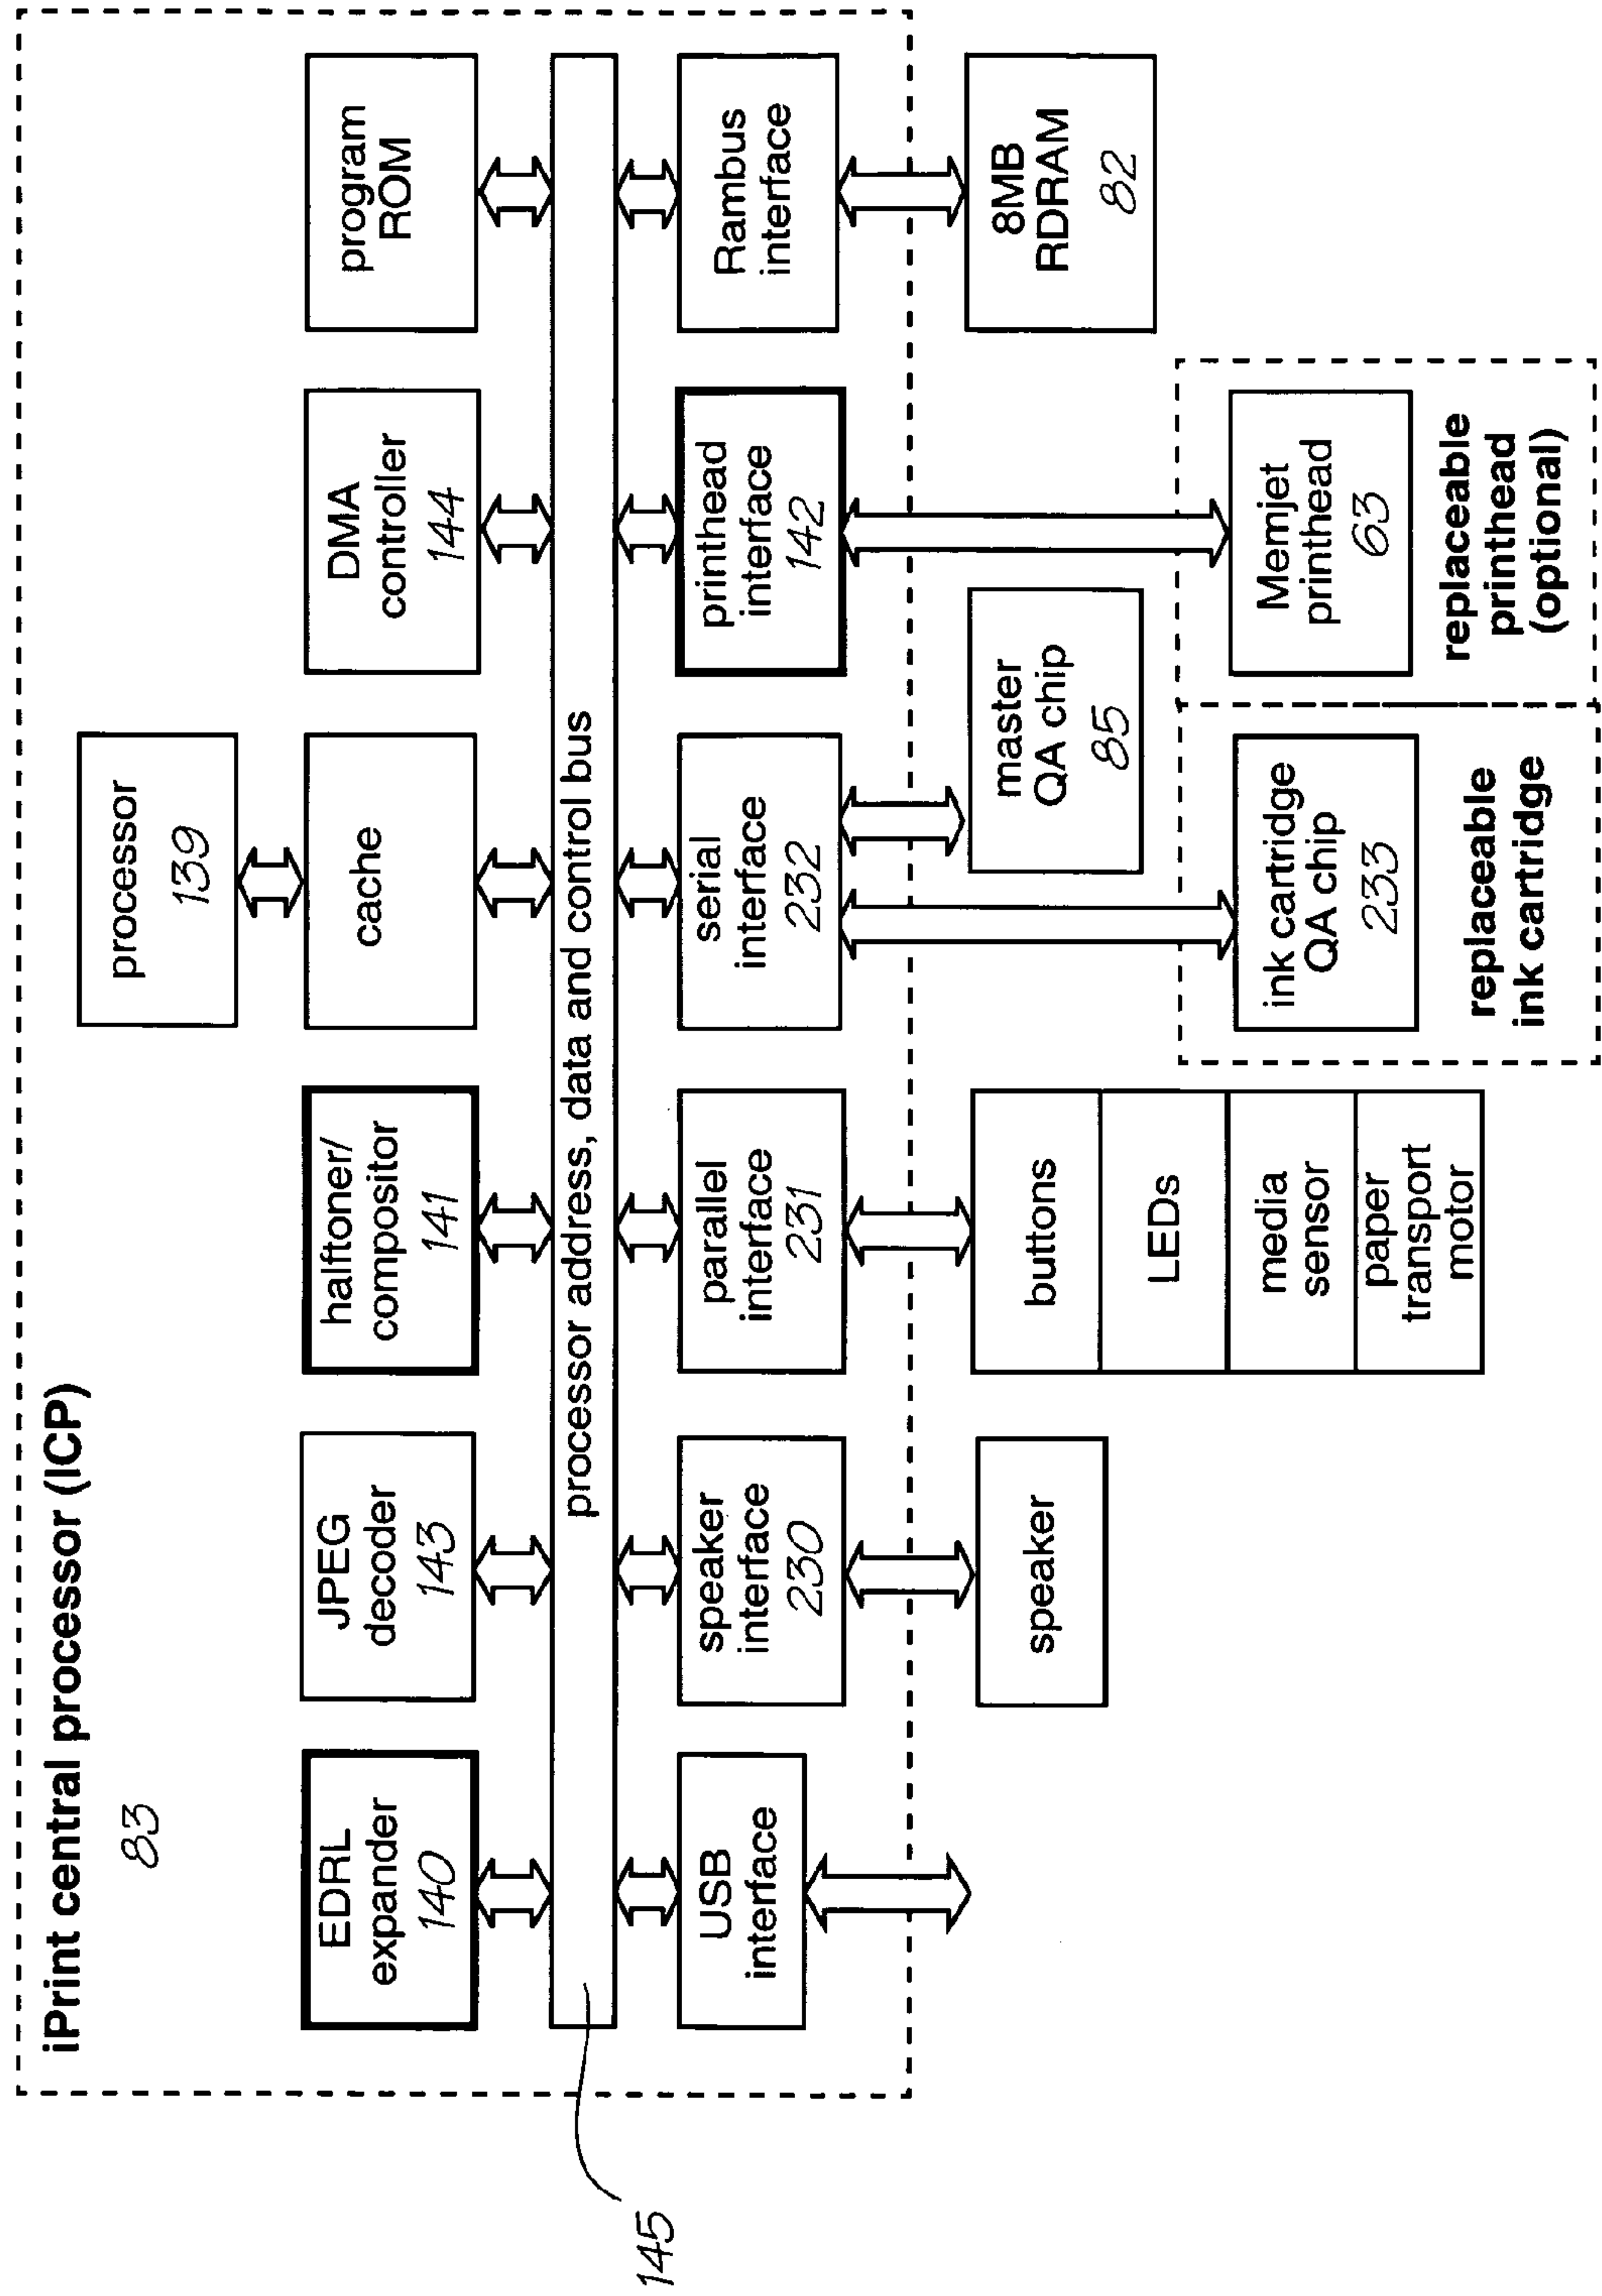 iPrint central processor (ICP)
83
processor
139
EDRL
expander
140
JPEG
decoder
143
halftoner/
compositor
141
cache
DMA
controller
144
program
ROM
processor address, data and control bus
145
USB
interface
speaker
interface
230
parallel
interface
231
serial
interface
232
printhead
interface
142
Rambus
interface
speaker
buttons
LEDs
media
sensor
paper
transport
motor
master
QA chip
85
8MB
RDRAM
82
ink cartridge
QA chip
233
replaceable
ink cartridge
Memjet
printhead
63
replaceable
printhead
(optional)